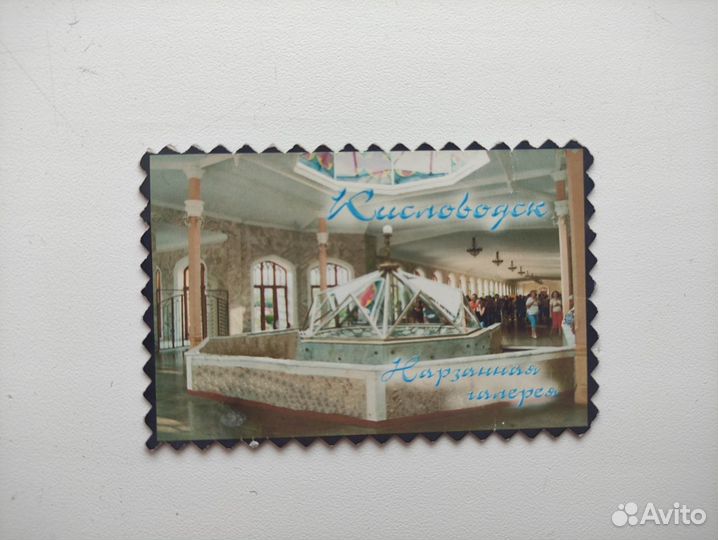 Кисловодск
Нарзанная
галерея
Avito